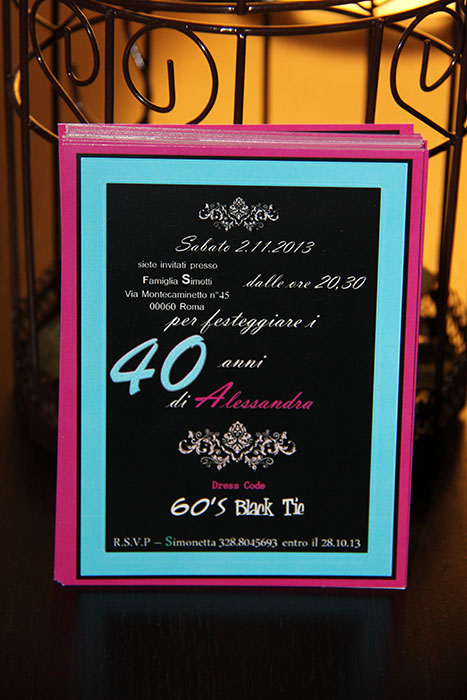 Sabato 2.11.2013
siete invitati presso
Famiglia Simotti
Via Montecaminetto n°45
00060 Roma
dalle ore 20,30
per festeggiare i
40 anni
di Alessandra
Dress Code
60'S Black Tie
R.S.V.P – Simonetta 328.8045693 entro il 28.10.13